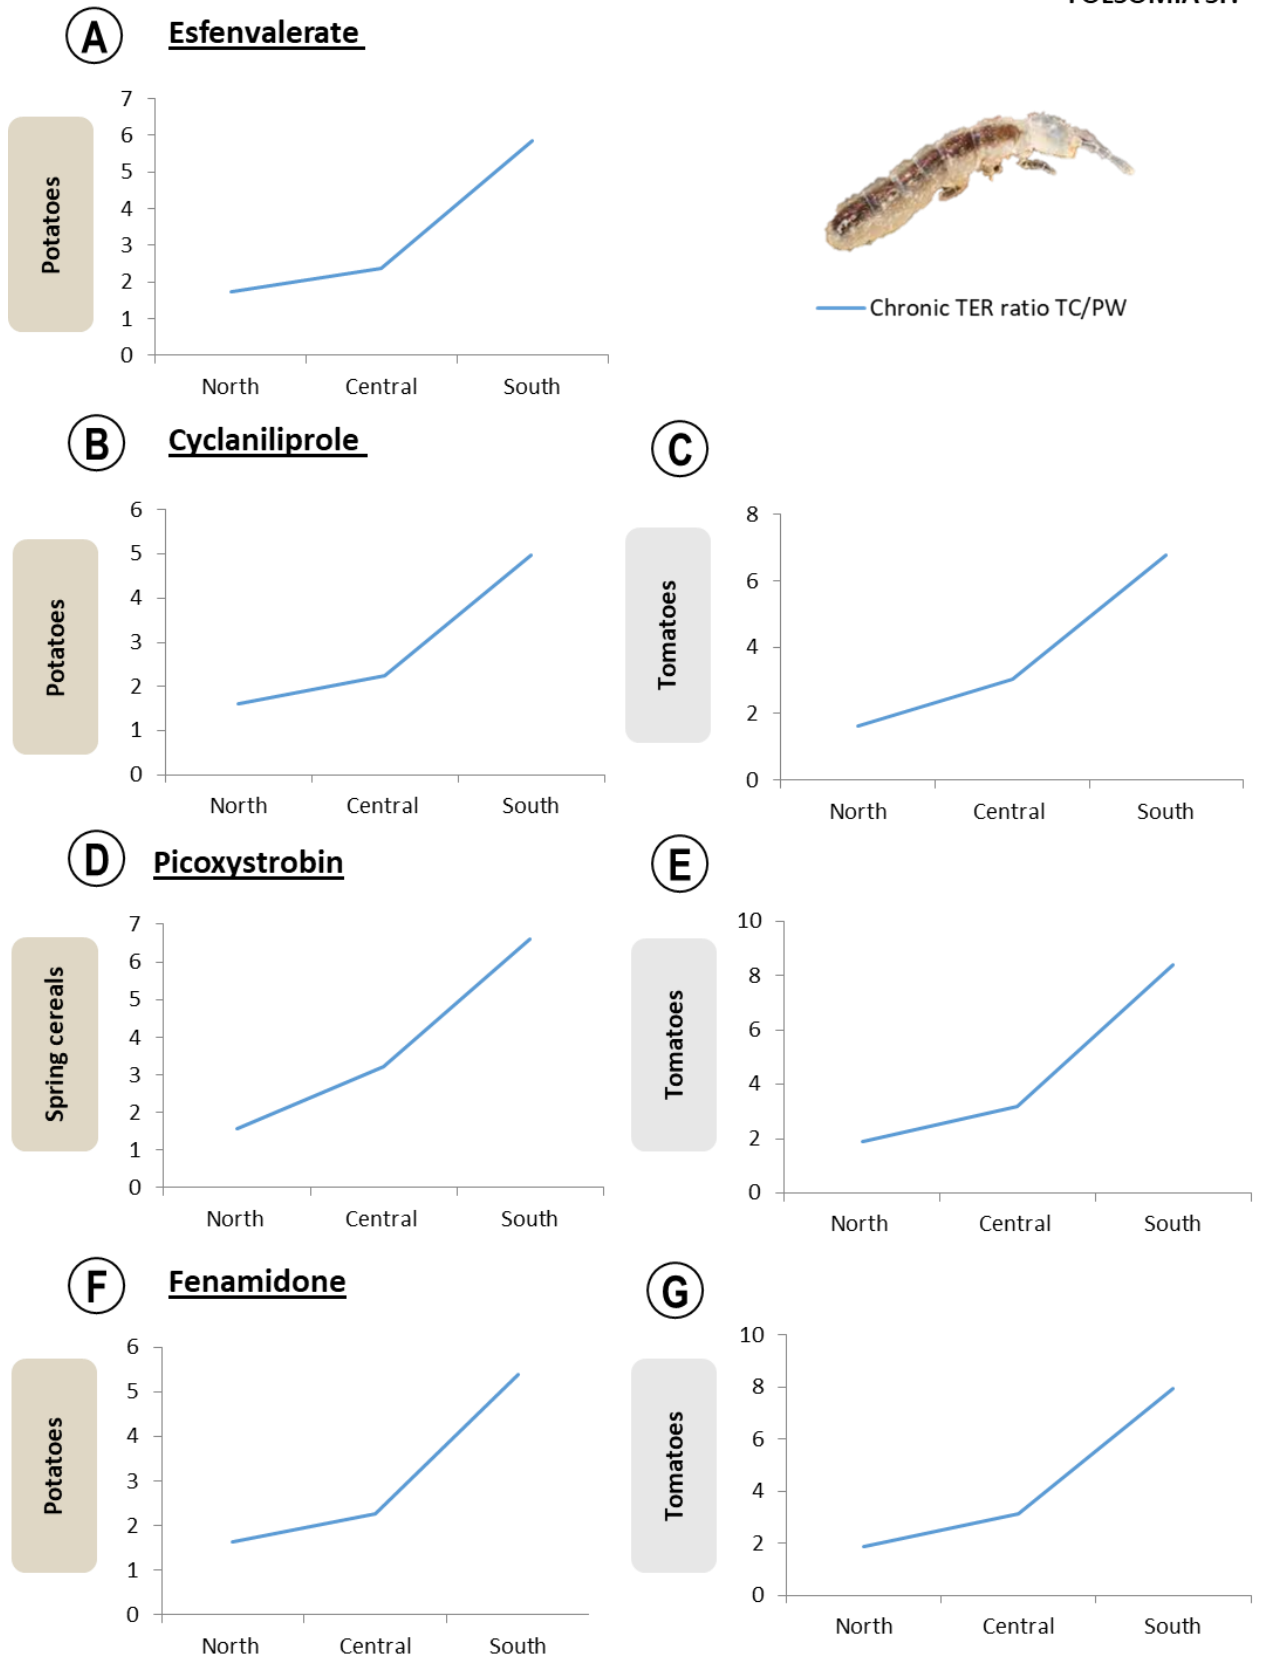 A Esfenvalerate
7
6
5
4
3
2
1
0
Potatoes
North Central South
Chronic TER ratio TC/PW
B Cyclaniliprole
6
5
4
3
2
1
0
Potatoes
North Central South
C
8
6
4
2
0
Tomatoes
North Central South
D Picoxystrobin
7
6
5
4
3
2
1
0
Spring cereals
North Central South
E
10
8
6
4
2
0
Tomatoes
North Central South
F Fenamidone
6
5
4
3
2
1
0
Potatoes
North Central South
G
10
8
6
4
2
0
Tomatoes
North Central South